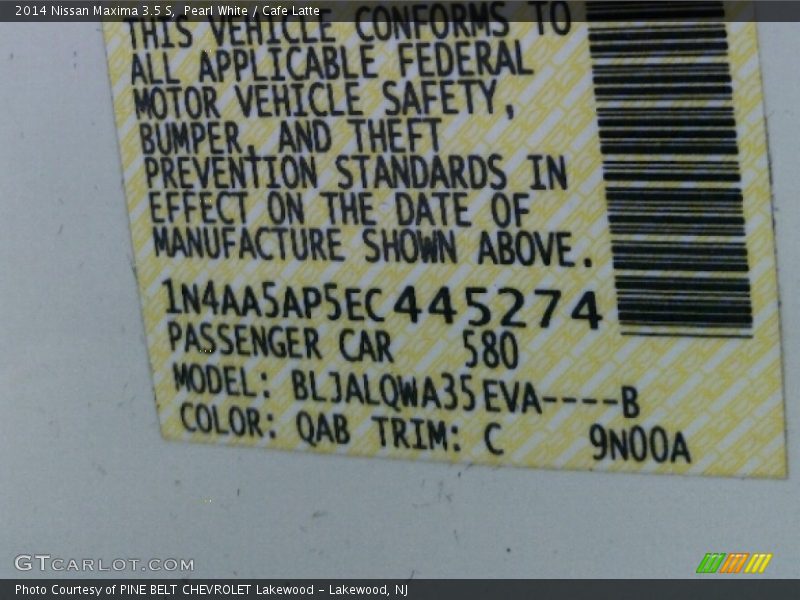 2014 Nissan Maxima 3.5 S, Pearl White / Cafe Latte
THIS VEHICLE CONFORMS TO
ALL APPLICABLE FEDERAL
MOTOR VEHICLE SAFETY,
BUMPER, AND THEFT
PREVENTION STANDARDS IN
EFFECT ON THE DATE OF
MANUFACTURE SHOWN ABOVE.
1N4AA5AP5EC445274
PASSENGER CAR 580
MODEL: BLJALQWA35EVA----B
COLOR: QAB TRIM: C 9N00A
GTCARLOT.COM
Photo Courtesy of PINE BELT CHEVROLET Lakewood - Lakewood, NJ